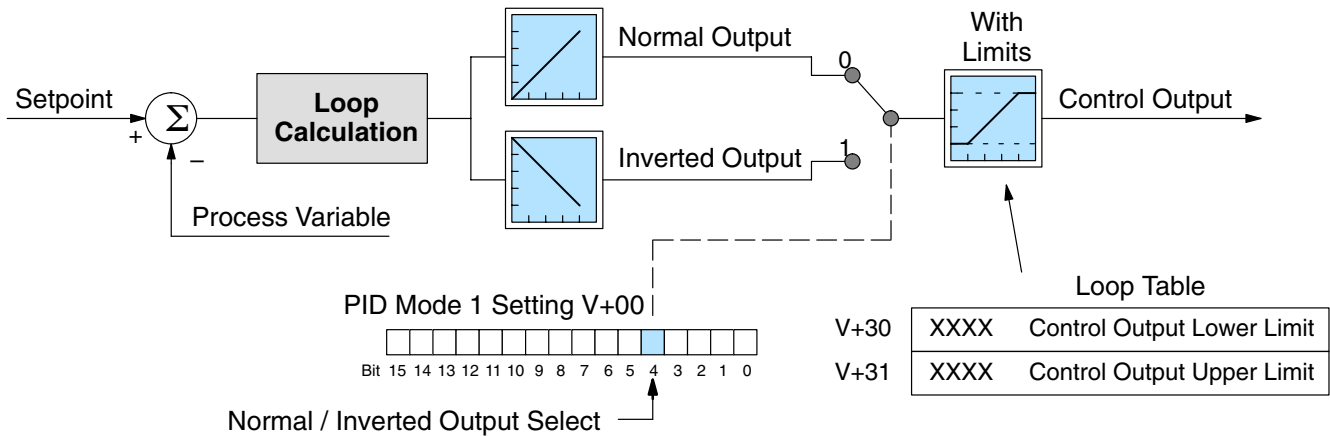 With
Limits
Normal Output
0
Setpoint
+
Σ
−
Loop
Calculation
Control Output
Inverted Output
1
Process Variable
Loop Table
PID Mode 1 Setting V+00
V+30 XXXX Control Output Lower Limit
V+31 XXXX Control Output Upper Limit
Bit 15 14 13 12 11 10 9 8 7 6 5 4 3 2 1 0
Normal / Inverted Output Select